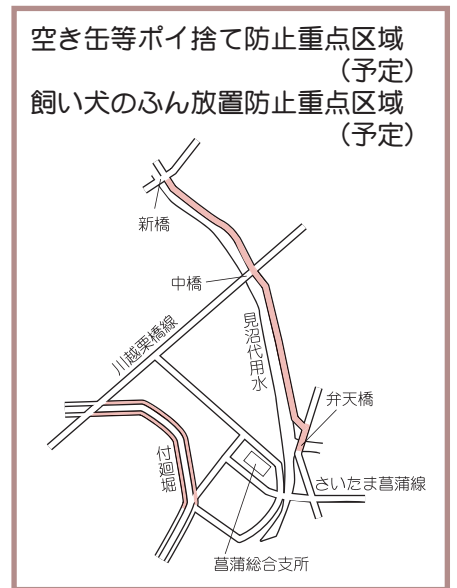 空き缶等ポイ捨て防止重点区域
（予定）
飼い犬のふん放置防止重点区域
（予定）
新橋
中橋
川越栗橋線
見沼代用水
弁天橋
付廻堀
さいたま菖蒲線
菖蒲総合支所